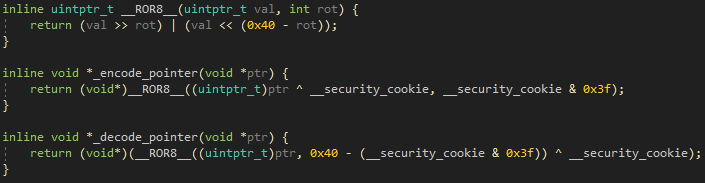 inline uintptr_t __ROR8__(uintptr_t val, int rot) {
    return (val >> rot) | (val << (0x40 - rot));
}

inline void *_encode_pointer(void *ptr) {
    return (void*)__ROR8__((uintptr_t)ptr ^ __security_cookie, __security_cookie & 0x3f);
}

inline void *_decode_pointer(void *ptr) {
    return (void*)(__ROR8__((uintptr_t)ptr, 0x40 - (__security_cookie & 0x3f)) ^ __security_cookie);
}